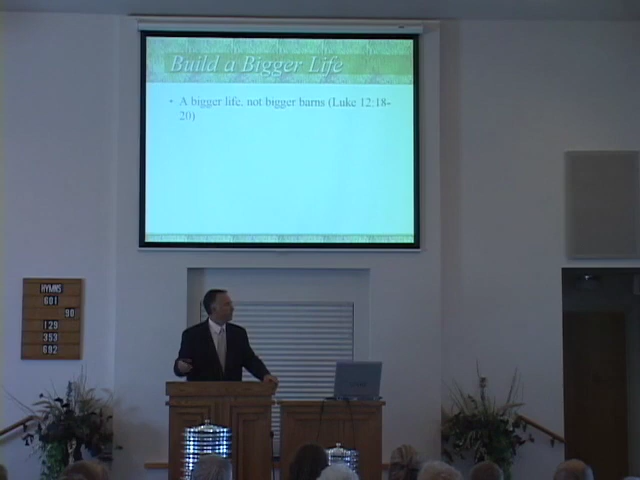 Build a Bigger Life
• A bigger life, not bigger barns (Luke 12:18-
20)
HYMNS
601
90
129
353
692